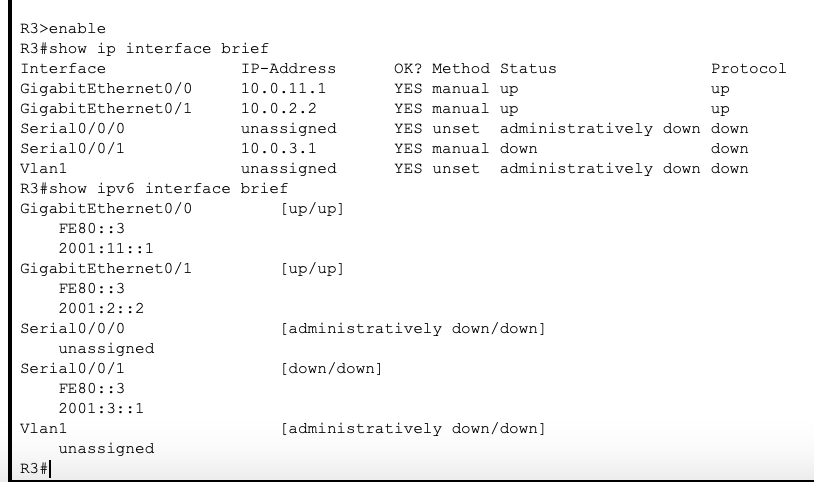 R3>enable
R3#show ip interface brief
Interface              IP-Address      OK? Method Status                Protocol
GigabitEthernet0/0     10.0.11.1       YES manual up                    up
GigabitEthernet0/1     10.0.2.2        YES manual up                    up
Serial0/0/0            unassigned      YES unset  administratively down down
Serial0/0/1            10.0.3.1        YES manual down                  down
Vlan1                  unassigned      YES unset  administratively down down
R3#show ipv6 interface brief
GigabitEthernet0/0         [up/up]
    FE80::3
    2001:11::1
GigabitEthernet0/1         [up/up]
    FE80::3
    2001:2::2
Serial0/0/0                [administratively down/down]
    unassigned
Serial0/0/1                [down/down]
    FE80::3
    2001:3::1
Vlan1                      [administratively down/down]
    unassigned
R3#